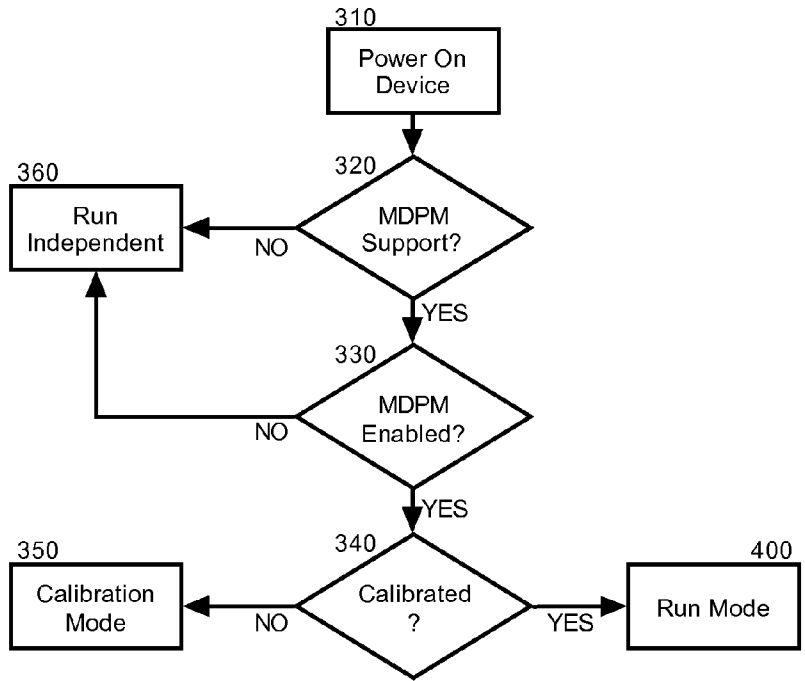 310
Power On
Device
320
MDPM
Support?
NO
YES
360
Run
Independent
330
MDPM
Enabled?
NO
YES
340
Calibrated
?
NO
YES
350
Calibration
Mode
400
Run Mode